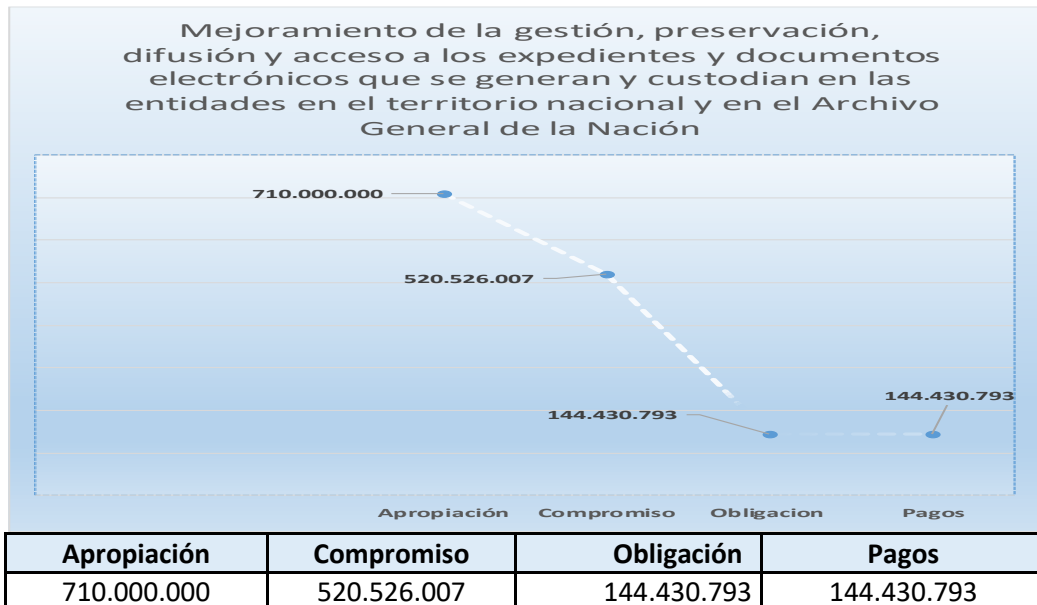 Mejoramiento de la gestión, preservación,
difusión y acceso a los expedientes y documentos
electrónicos que se generan y custodian en las
entidades en el territorio nacional y en el Archivo
General de la Nación
710.000.000
520.526.007
144.430.793
144.430.793
Apropiación Compromiso Obligacion Pagos
Apropiación Compromiso Obligación Pagos
710.000.000 520.526.007 144.430.793 144.430.793